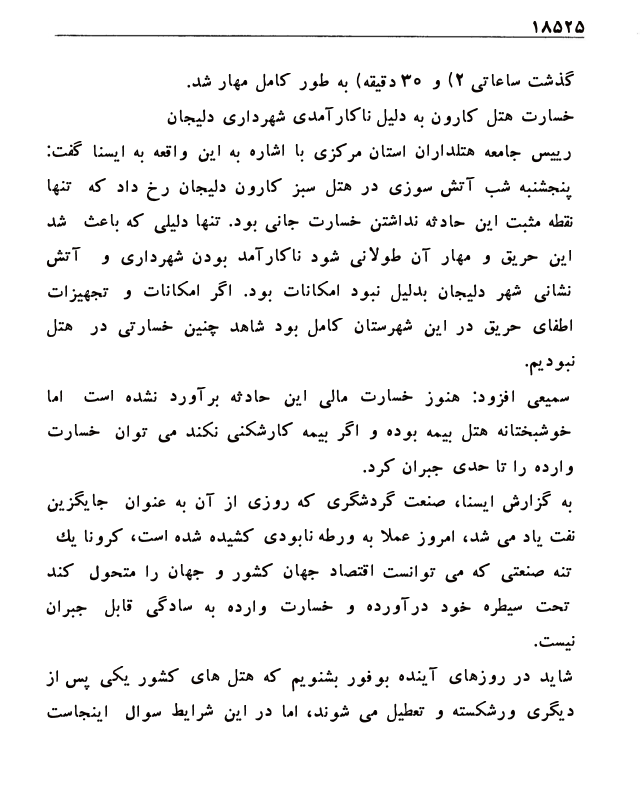 ۱۸۵۲۵
گذشت ساعاتی ۲) و ۳۰ دقیقه) به طور کامل مهار شد.
خسارت هتل کارون به دلیل ناکارآمدی شهرداری دلیجان
رییس جامعه هتلداران استان مرکزی با اشاره به این واقعه به ایسنا گفت:
پنجشنبه شب آتش سوزی در هتل سبز کارون دلیجان رخ داد که تنها
نقطه مثبت این حادثه نداشتن خسارت جانی بود. تنها دلیلی که باعث شد
این حریق و مهار آن طولانی شود ناکارآمد بودن شهرداری و آتش
نشانی شهر دلیجان بدلیل نبود امکانات بود. اگر امکانات و تجهیزات
اطفای حریق در این شهرستان کامل بود شاهد چنین خسارتی در هتل
نبودیم.
سمیعی افزود: هنوز خسارت مالی این حادثه برآورد نشده است اما
خوشبختانه هتل بیمه بوده و اگر بیمه کارشکنی نکند می توان خسارت
وارده را تا حدی جبران کرد.
به گزارش ایسنا، صنعت گردشگری که روزی از آن به عنوان جایگزین
نفت یاد می شد، امروز عملا به ورطه نابودی کشیده شده است، کرونا یك
تنه صنعتی که می توانست اقتصاد جهان کشور و جهان را متحول کند
تحت سیطره خود درآورده و خسارت وارده به سادگی قابل جبران
نیست.
شاید در روزهای آینده بوفور بشنویم که هتل های کشور یکی پس از
دیگری ورشکسته و تعطیل می شوند، اما در این شرایط سوال اینجاست